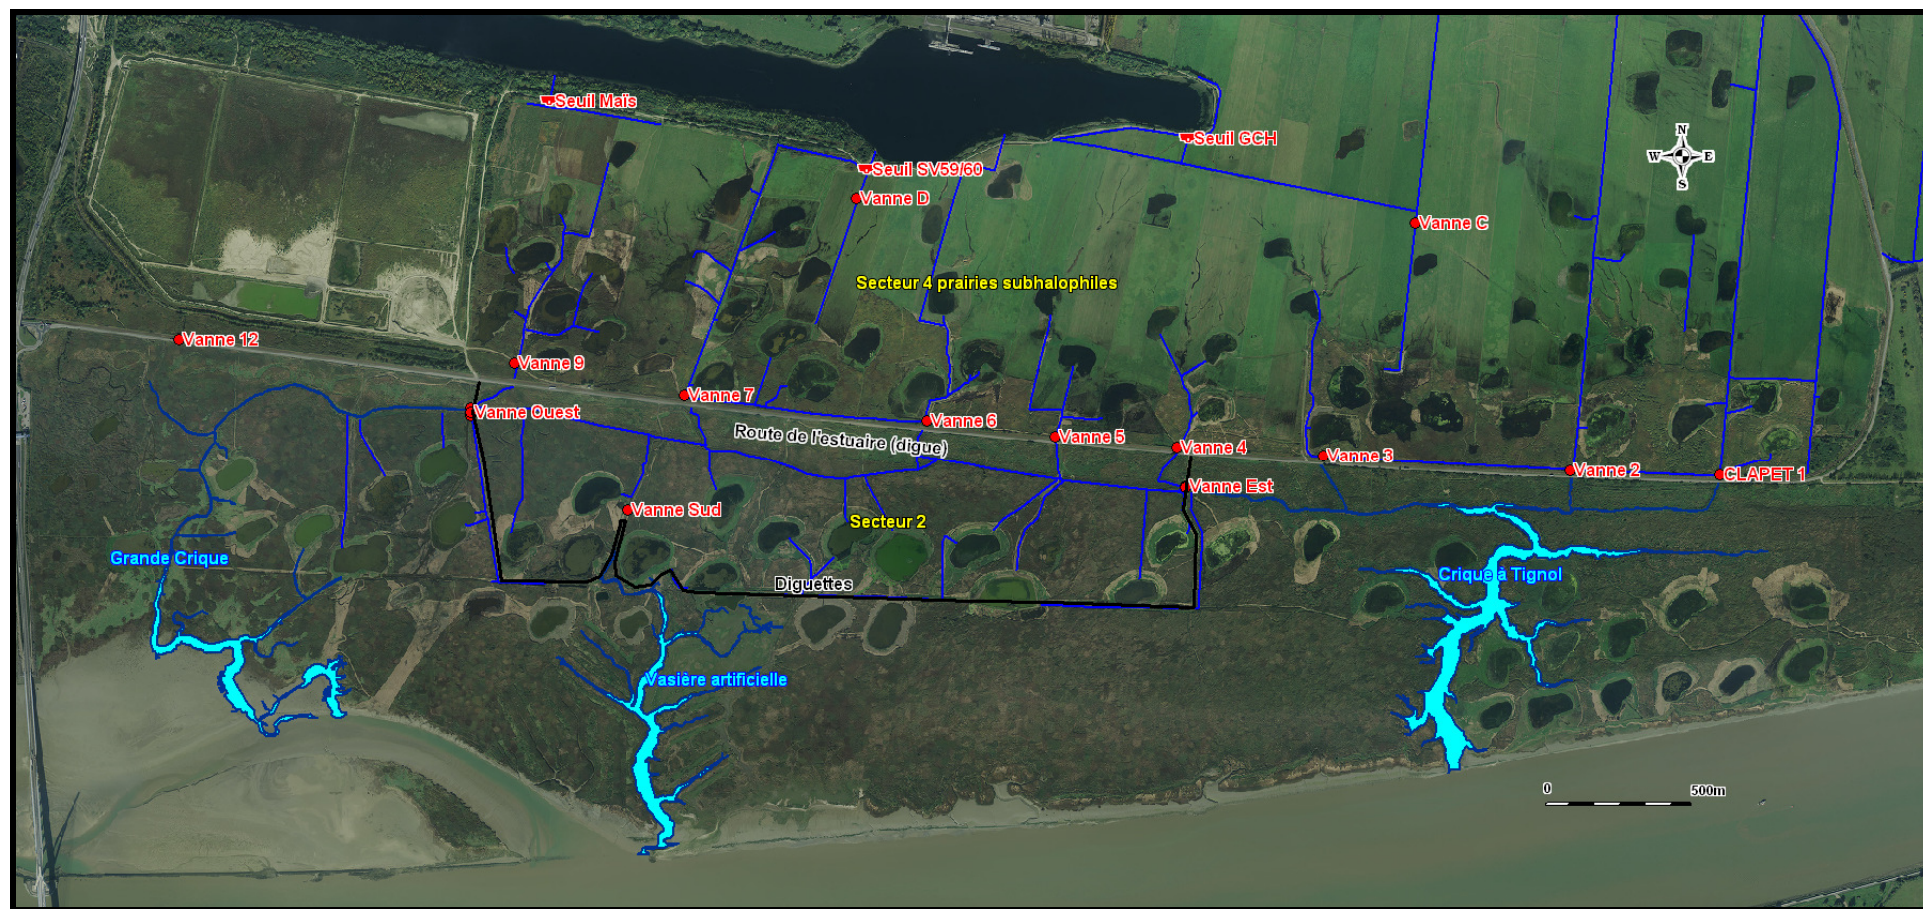 Seuil Maïs
Seuil GCH
N
W E
S
Seuil SV59/60
Vanne D
Vanne C
Secteur 4 prairies subhalophiles
Vanne 12
Vanne 9
Vanne 7
Vanne Ouest
Vanne 6
Route de l'estuaire (digue)
Vanne 5
Vanne 4
Vanne 3
Vanne 2
CLAPET 1
Vanne Est
Vanne Sud
Secteur 2
Grande Crique
Crique à Tignol
Diguettes
Vasière artificielle
0 500m